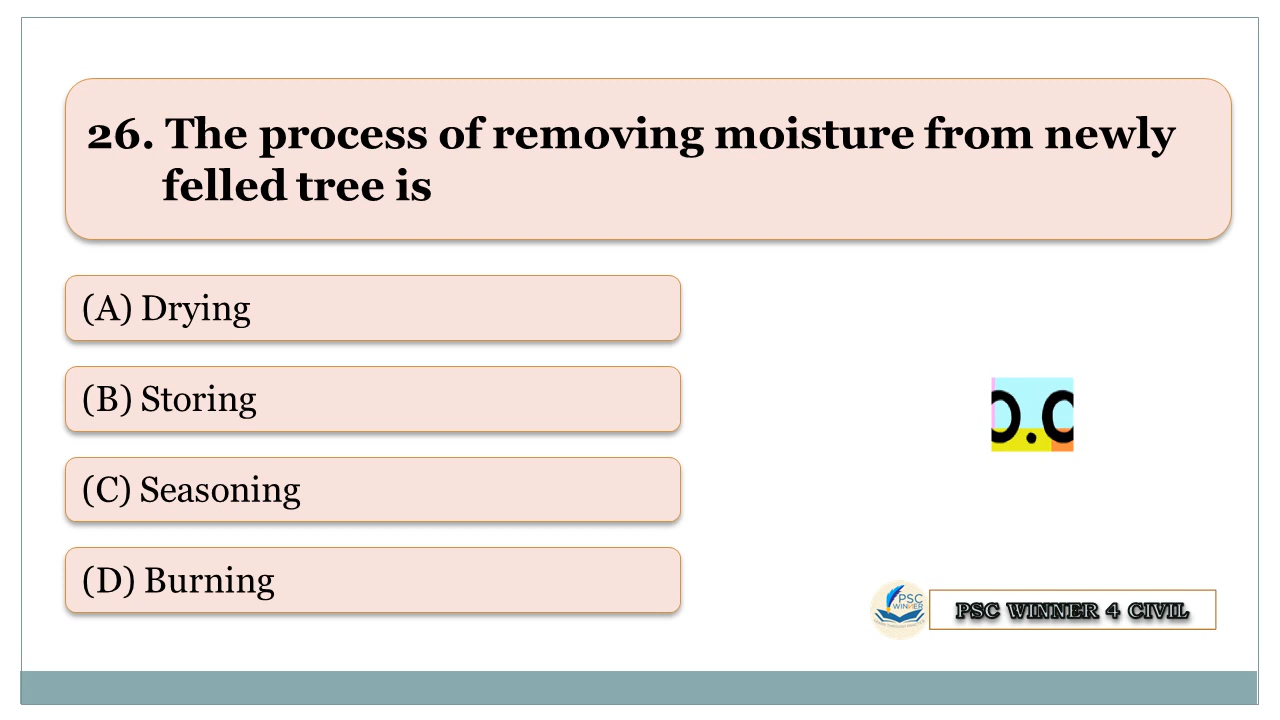 26. The process of removing moisture from newly
felled tree is
(A) Drying
(B) Storing
(C) Seasoning
(D) Burning
PSC
WINNER
PSC WINNER 4 CIVIL